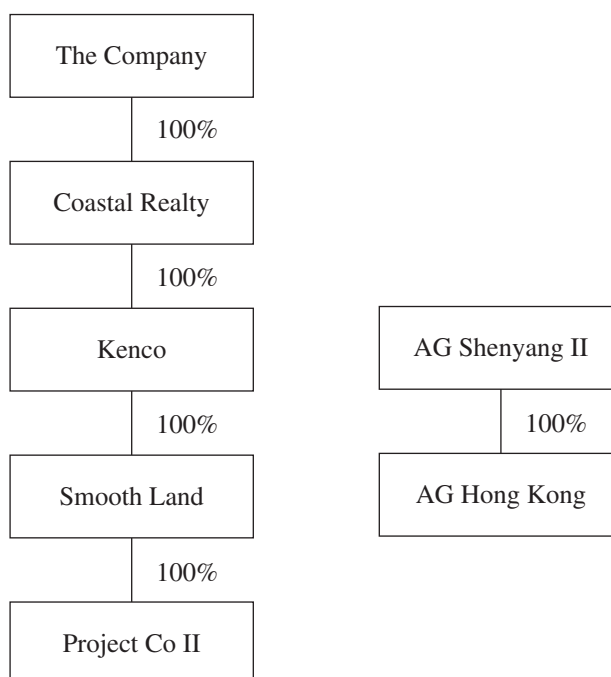 The Company
100%
Coastal Realty
100%
Kenco
100%
Smooth Land
100%
Project Co II
AG Shenyang II
100%
AG Hong Kong